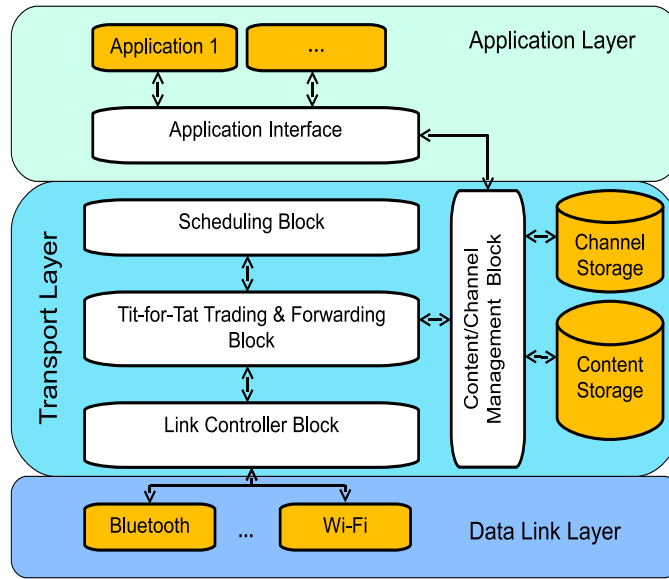 Application 1
...
Application Layer
Application Interface
Transport Layer
Scheduling Block
Tit-for-Tat Trading & Forwarding
Block
Link Controller Block
Content/Channel
Management Block
Channel
Storage
Content
Storage
Bluetooth
...
Wi-Fi
Data Link Layer